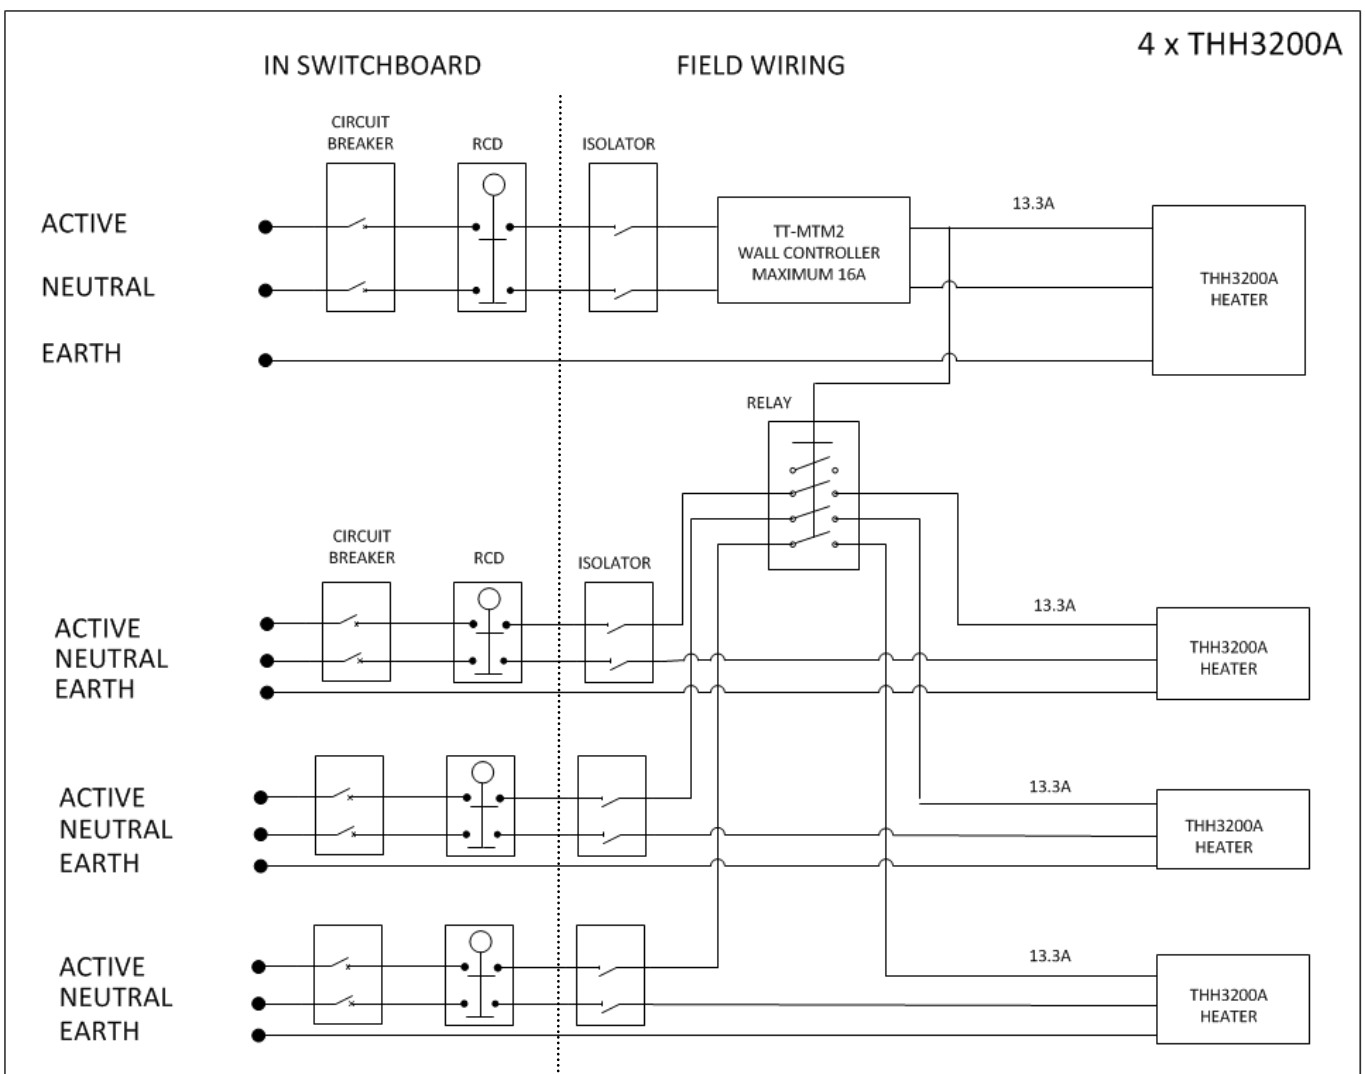 4 x THH3200A
IN SWITCHBOARD
FIELD WIRING
CIRCUIT
BREAKER
RCD
ISOLATOR
ACTIVE
NEUTRAL
EARTH
TT-MTM2
WALL CONTROLLER
MAXIMUM 16A
13.3A
THH3200A
HEATER
RELAY
CIRCUIT
BREAKER
RCD
ISOLATOR
ACTIVE
NEUTRAL
EARTH
13.3A
THH3200A
HEATER
ACTIVE
NEUTRAL
EARTH
13.3A
THH3200A
HEATER
ACTIVE
NEUTRAL
EARTH
13.3A
THH3200A
HEATER